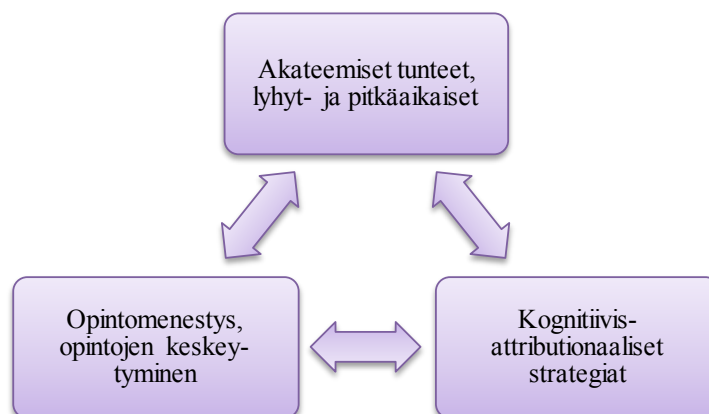 Akateemiset tunteet,
lyhyt- ja pitkäaikaiset
Opintomenestys,
opintojen keskey-
tyminen
Kognitiivis-
attributionaaliset
strategiat